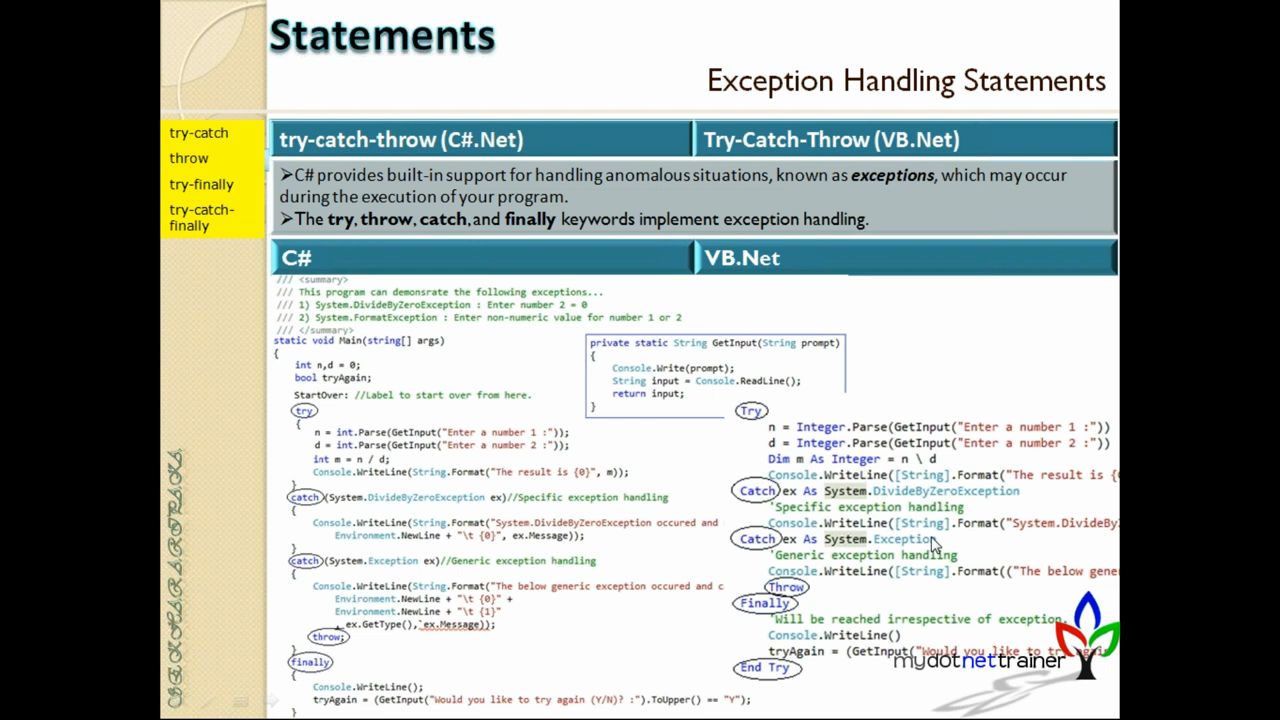 Statements
Exception Handling Statements
try-catch
throw
try-finally
try-catch-
finally
try-catch-throw (C#.Net)
Try-Catch-Throw (VB.Net)
➢C# provides built-in support for handling anomalous situations, known as exceptions, which may occur
during the execution of your program.
➢The try, throw, catch, and finally keywords implement exception handling.
C#
VB.Net
/// <summary>
/// This program can demonsrate the following exceptions...
/// 1) System.DivideByZeroException : Enter number 2 = 0
/// 2) System.FormatException : Enter non-numeric value for number 1 or 2
/// </summary>
static void Main(string[] args)
{
int n,d = 0;
bool tryAgain;
StartOver: //Label to start over from here.
try
{
n = int.Parse(GetInput("Enter a number 1 :"));
d = int.Parse(GetInput("Enter a number 2 :"));
int m = n / d;
Console.WriteLine(String.Format("The result is {0}", m));
}
catch(System.DivideByZeroException ex)//Specific exception handling
{
Console.WriteLine(String.Format("System.DivideByZeroException occured and
Environment.NewLine + "\t {0}", ex.Message));
}
catch(System.Exception ex)//Generic exception handling
{
Console.WriteLine(String.Format("The below generic exception occured and c
Environment.NewLine + "\t {0}" +
Environment.NewLine + "\t {1}"
, ex.GetType(), ex.Message));
throw;
}
finally
{
Console.WriteLine();
tryAgain = (GetInput("Would you like to try again (Y/N)? :").ToUpper() == "Y");
}
private static String GetInput(String prompt)
{
Console.Write(prompt);
String input = Console.ReadLine();
return input;
}
Try
n = Integer.Parse(GetInput("Enter a number 1 :"))
d = Integer.Parse(GetInput("Enter a number 2 :"))
Dim m As Integer = n \ d
Console.WriteLine([String].Format("The result is {0
Catch ex As System.DivideByZeroException
'Specific exception handling
Console.WriteLine([String].Format("System.DivideBy
Catch ex As System.Exception
'Generic exception handling
Console.WriteLine([String].Format(("The below gene
Throw
Finally
'Will be reached irrespective of exception.
Console.WriteLine()
tryAgain = (GetInput("Would you like to try again
End Try
mydotnettrainer